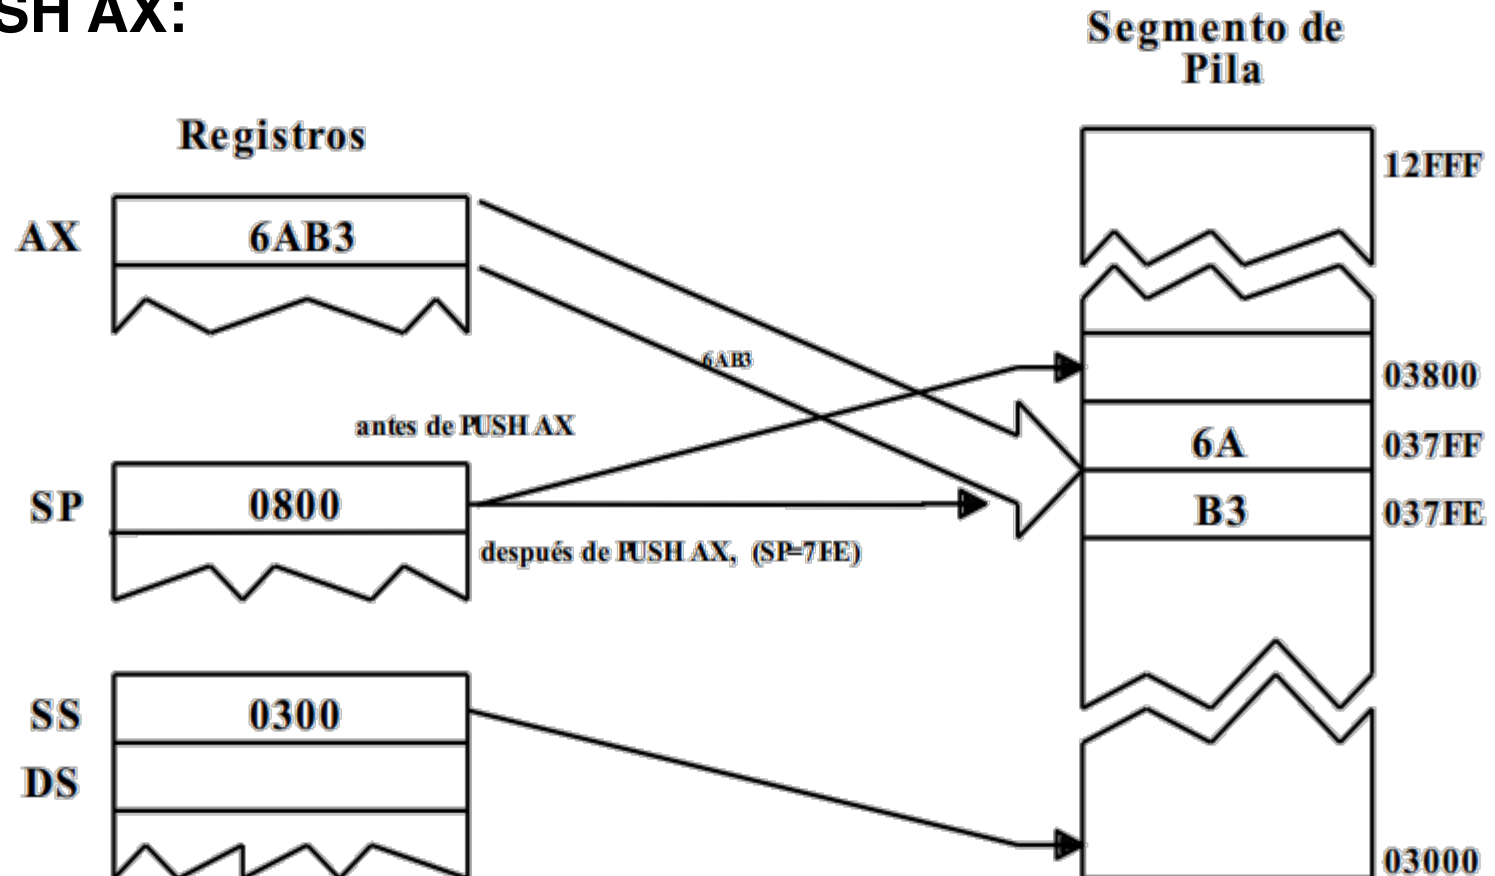 SH AX:
Segmento de
Pila
Registros
12FFF
AX 6AB3
6AB3
03800
antes de PUSH AX
6A 037FF
SP 0800
B3 037FE
después de PUSH AX, (SP=7FE)
SS 0300
DS
03000